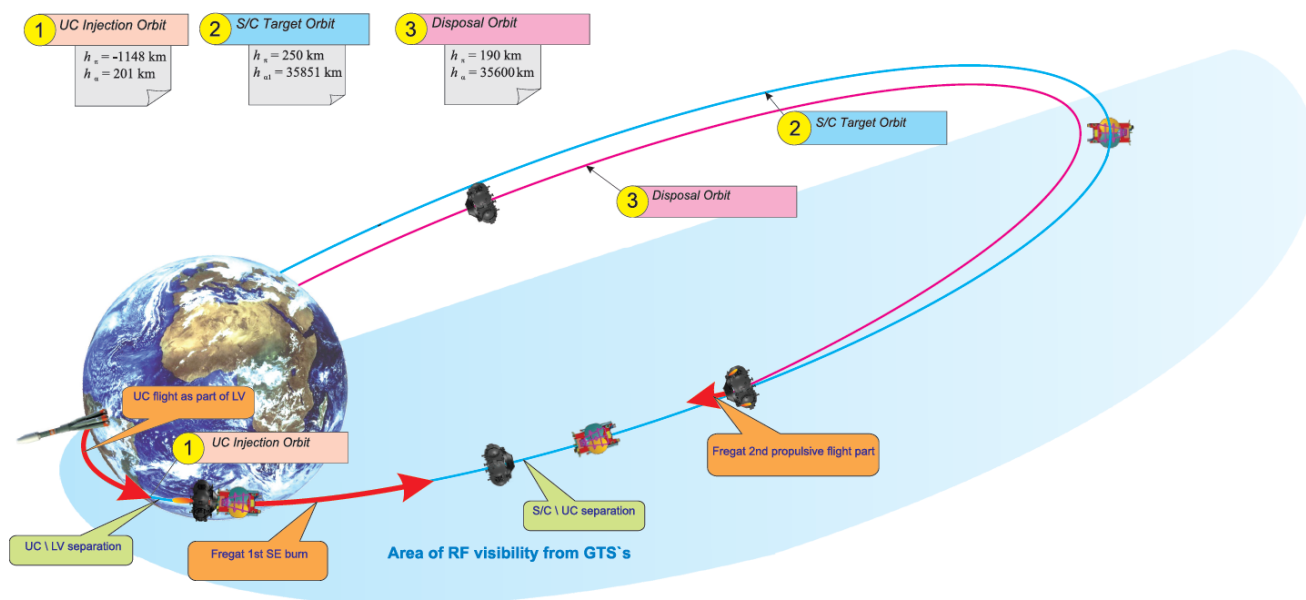 1 UC Injection Orbit
h π = -1148 km
h α = 201 km
2 S/C Target Orbit
h π = 250 km
h α1 = 35851 km
3 Disposal Orbit
h π = 190 km
h α = 35600 km
2 S/C Target Orbit
3 Disposal Orbit
UC flight as part of LV
1 UC Injection Orbit
Fregat 2nd propulsive flight part
S/C \ UC separation
UC \ LV separation
Fregat 1st SE burn
Area of RF visibility from GTS`s